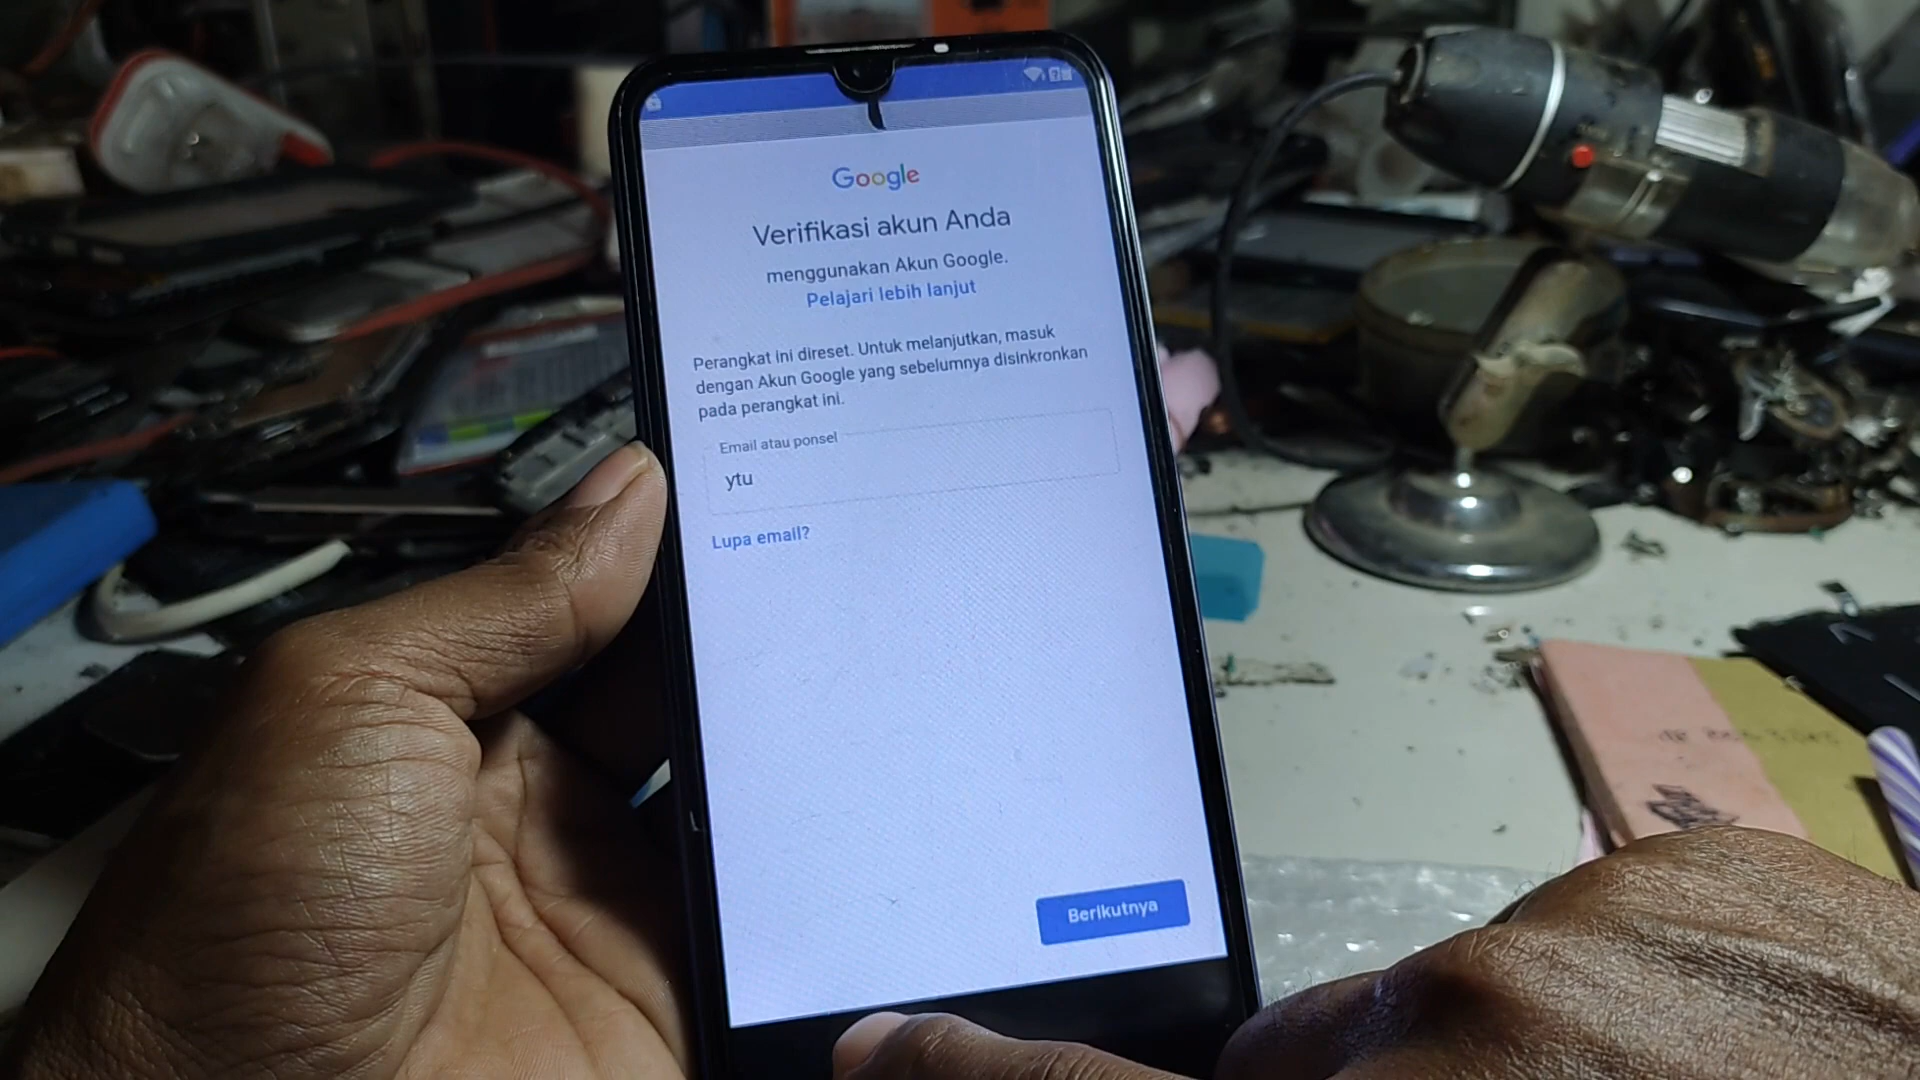 Google
Verifikasi akun Anda
menggunakan Akun Google.
Pelajari lebih lanjut
Perangkat ini direset. Untuk melanjutkan, masuk
dengan Akun Google yang sebelumnya disinkronkan
pada perangkat ini.
Email atau ponsel
ytu
Lupa email?
Berikutnya